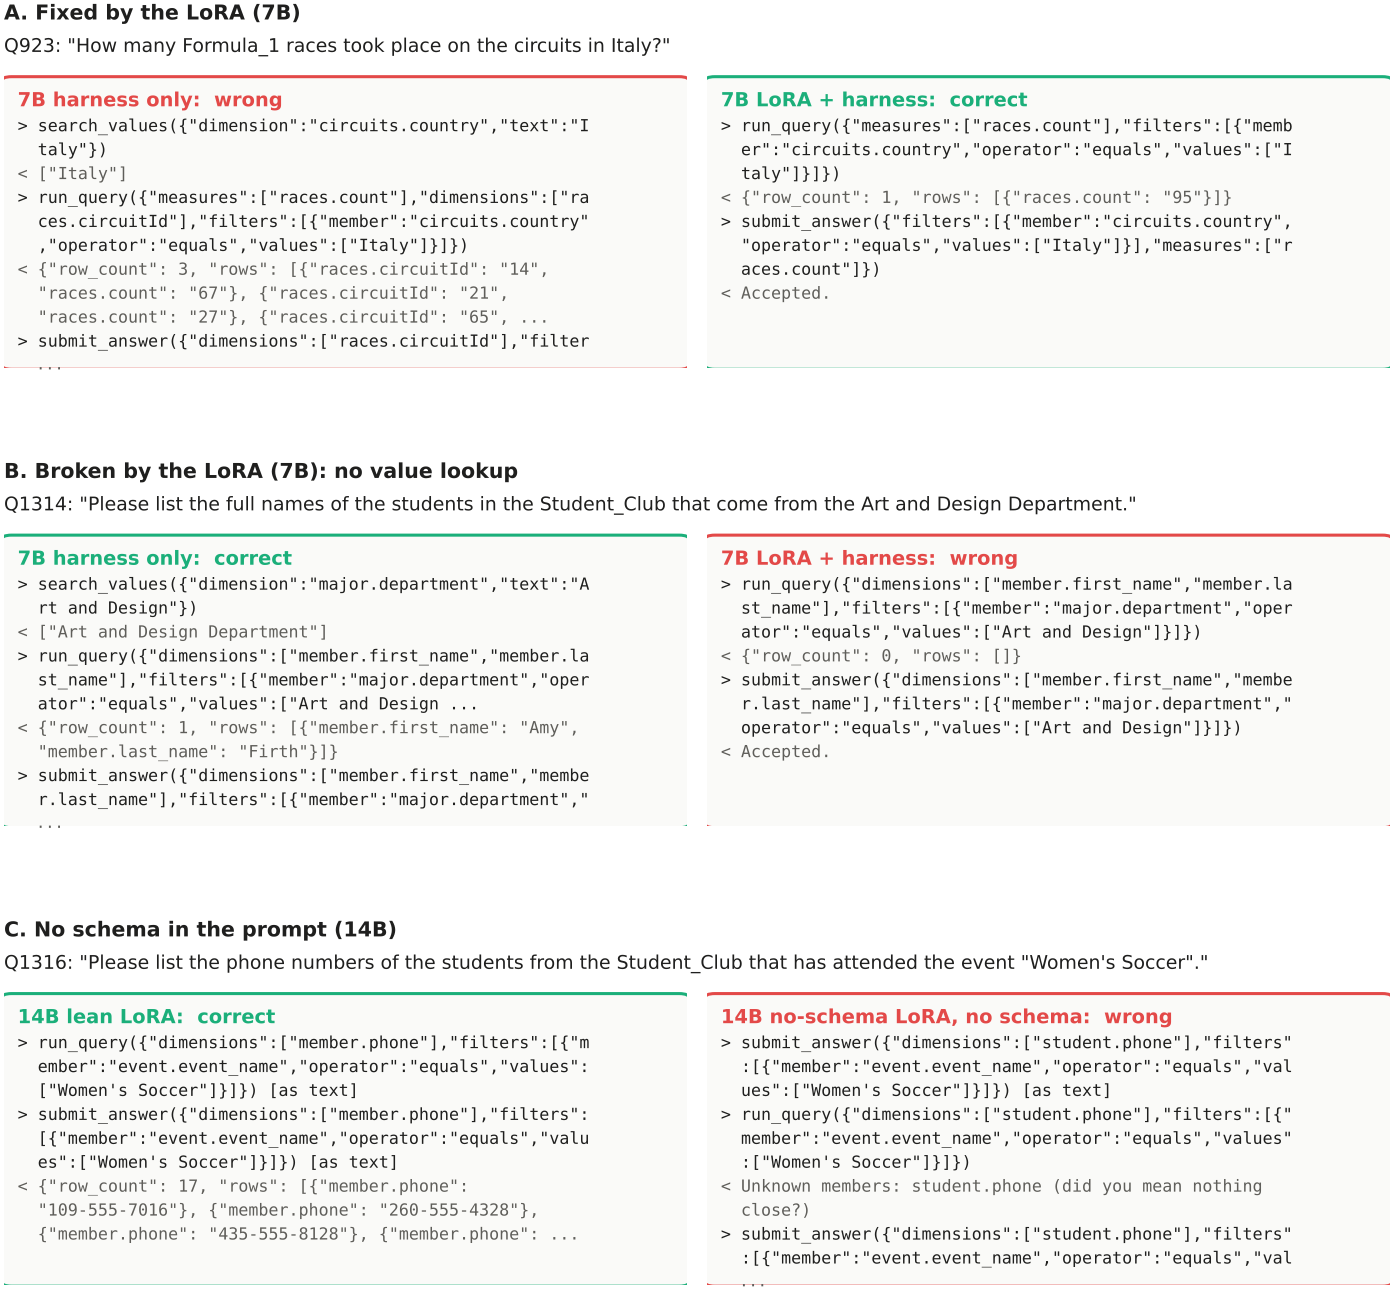 A. Fixed by the LoRA (7B)
Q923: "How many Formula_1 races took place on the circuits in Italy?"
7B harness only:  wrong
> search_values({"dimension":"circuits.country","text":"I
taly"})
< ["Italy"]
> run_query({"measures":["races.count"],"dimensions":["ra
ces.circuitId"],"filters":[{"member":"circuits.country"
,"operator":"equals","values":["Italy"]}]})
< {"row_count": 3, "rows": [{"races.circuitId": "14",
"races.count": "67"}, {"races.circuitId": "21",
"races.count": "27"}, {"races.circuitId": "65", ...
> submit_answer({"dimensions":["races.circuitId"],"filter
...
7B LoRA + harness:  correct
> run_query({"measures":["races.count"],"filters":[{"memb
er":"circuits.country","operator":"equals","values":["I
taly"]}]})
< {"row_count": 1, "rows": [{"races.count": "95"}]}
> submit_answer({"filters":[{"member":"circuits.country",
"operator":"equals","values":["Italy"]}],"measures":["r
aces.count"]})
< Accepted.
B. Broken by the LoRA (7B): no value lookup
Q1314: "Please list the full names of the students in the Student_Club that come from the Art and Design Department."
7B harness only:  correct
> search_values({"dimension":"major.department","text":"A
rt and Design"})
< ["Art and Design Department"]
> run_query({"dimensions":["member.first_name","member.la
st_name"],"filters":[{"member":"major.department","oper
ator":"equals","values":["Art and Design ...
< {"row_count": 1, "rows": [{"member.first_name": "Amy",
"member.last_name": "Firth"}]}
> submit_answer({"dimensions":["member.first_name","membe
r.last_name"],"filters":[{"member":"major.department","
...
7B LoRA + harness:  wrong
> run_query({"dimensions":["member.first_name","member.la
st_name"],"filters":[{"member":"major.department","oper
ator":"equals","values":["Art and Design"]}]})
< {"row_count": 0, "rows": []}
> submit_answer({"dimensions":["member.first_name","membe
r.last_name"],"filters":[{"member":"major.department","
operator":"equals","values":["Art and Design"]}]})
< Accepted.
C. No schema in the prompt (14B)
Q1316: "Please list the phone numbers of the students from the Student_Club that has attended the event "Women's Soccer"."
14B lean LoRA:  correct
> run_query({"dimensions":["member.phone"],"filters":[{"m
ember":"event.event_name","operator":"equals","values":
["Women's Soccer"]}]}) [as text]
> submit_answer({"dimensions":["member.phone"],"filters":
[{"member":"event.event_name","operator":"equals","valu
es":["Women's Soccer"]}]}) [as text]
< {"row_count": 17, "rows": [{"member.phone":
"109-555-7016"}, {"member.phone": "260-555-4328"},
{"member.phone": "435-555-8128"}, {"member.phone": ...
14B no-schema LoRA, no schema:  wrong
> submit_answer({"dimensions":["student.phone"],"filters"
:[{"member":"event.event_name","operator":"equals","val
ues":["Women's Soccer"]}]}) [as text]
> run_query({"dimensions":["student.phone"],"filters":[{"
member":"event.event_name","operator":"equals","values"
:["Women's Soccer"]}]})
< Unknown members: student.phone (did you mean nothing
close?)
> submit_answer({"dimensions":["student.phone"],"filters"
:[{"member":"event.event_name","operator":"equals","val
...